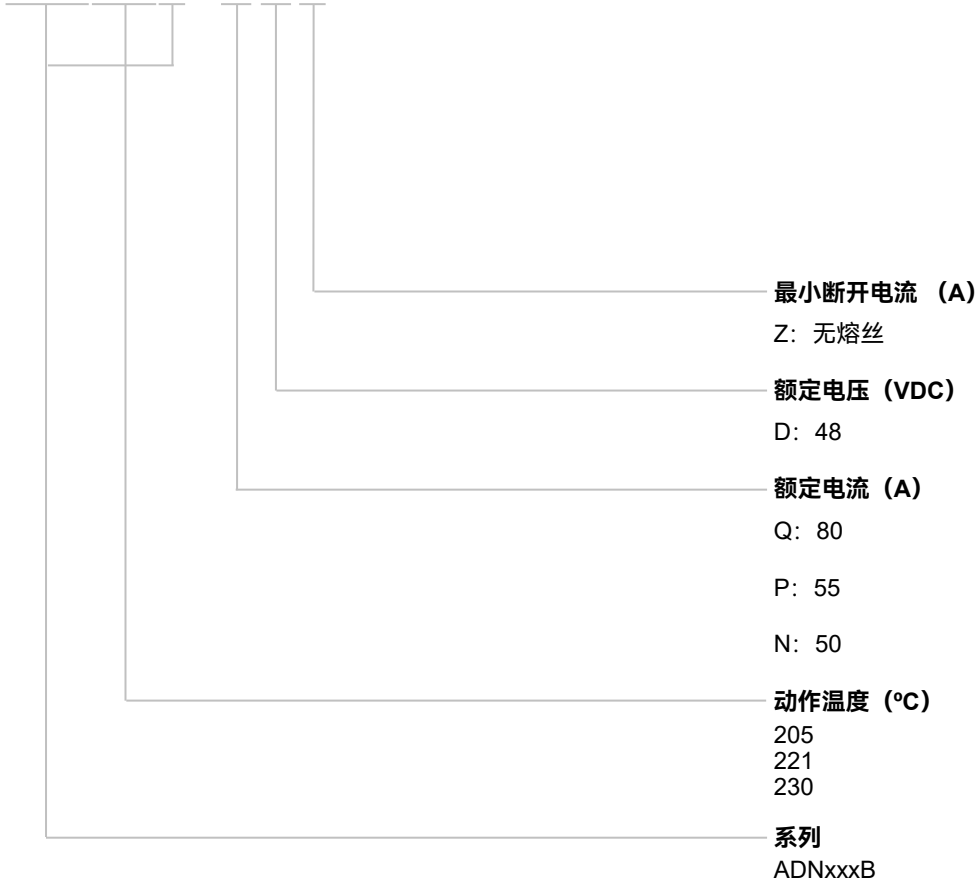 最小断开电流 （A）
Z：无熔丝
额定电压（VDC）
D：48
额定电流（A）
Q：80
P：55
N：50
动作温度（ºC）
205
221
230
系列
ADNxxxB